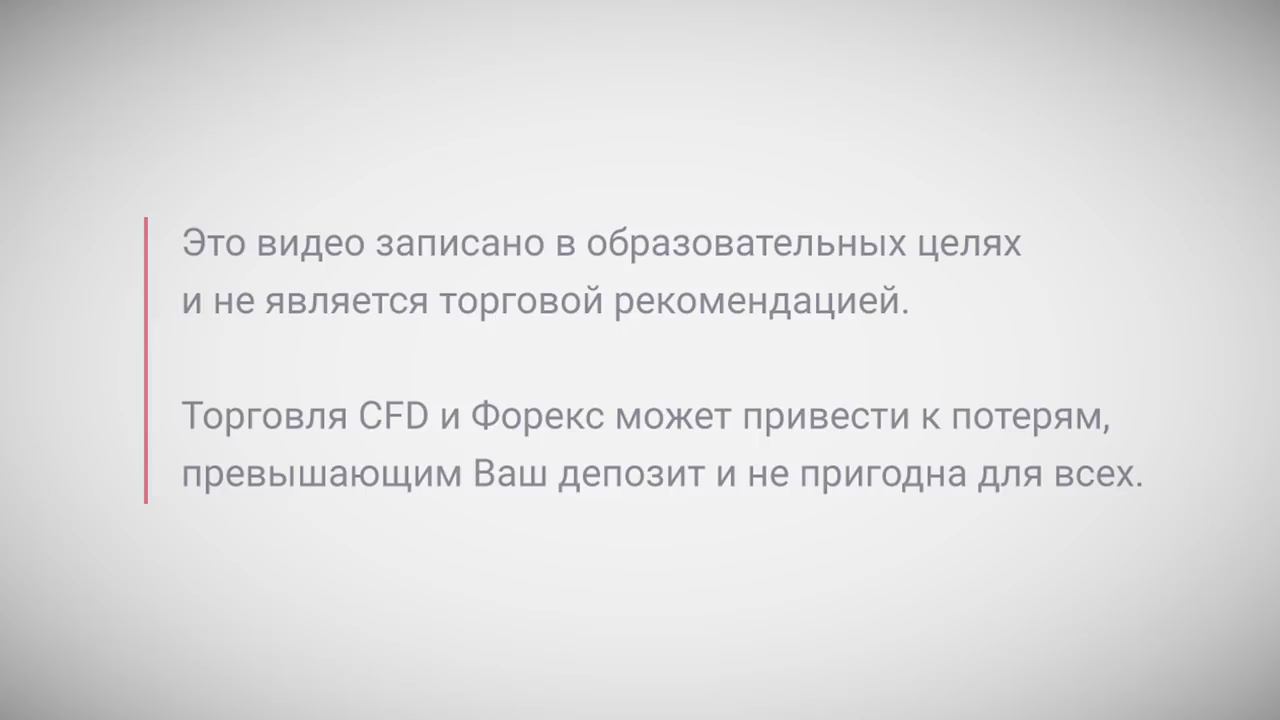 Это видео записано в образовательных целях
и не является торговой рекомендацией.
Торговля CFD и Форекс может привести к потерям,
превышающим Ваш депозит и не пригодна для всех.